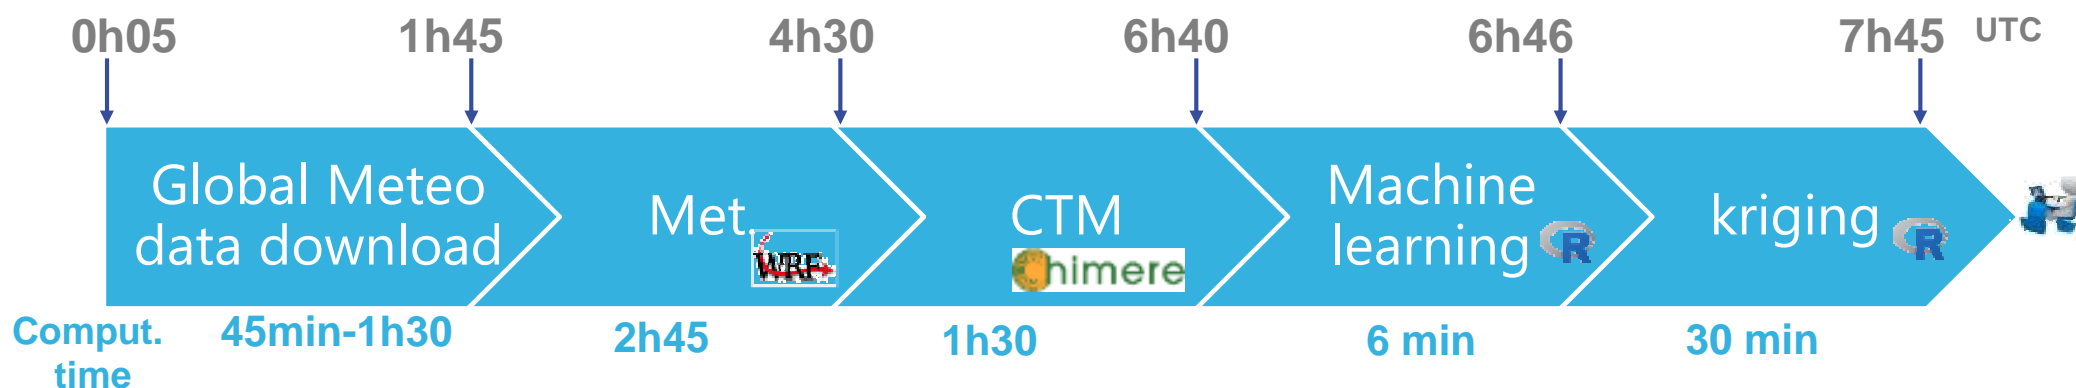 0h05 1h45 4h30 6h40 6h46 7h45 UTC
Global Meteo
data download
Met.
WRF
CTM
Chimere
Machine
learning
R
kriging
R
Comput.
time
45min-1h30 2h45 1h30 6 min 30 min